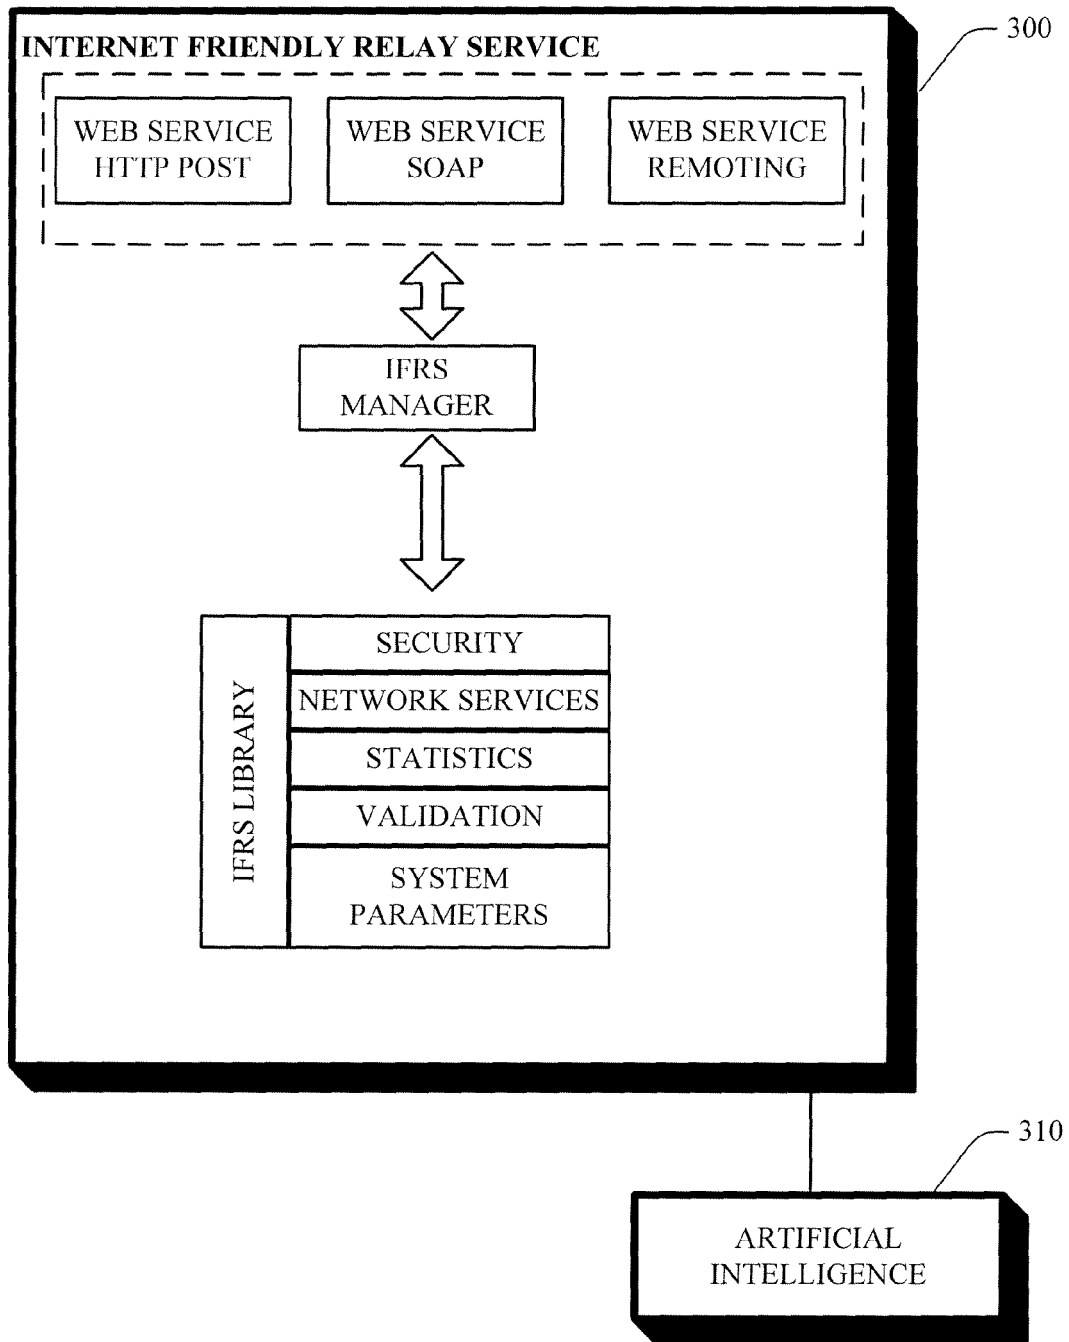 300
INTERNET FRIENDLY RELAY SERVICE
WEB SERVICE
HTTP POST
WEB SERVICE
SOAP
WEB SERVICE
REMOTING
IFRS
MANAGER
IFRS LIBRARY
SECURITY
NETWORK SERVICES
STATISTICS
VALIDATION
SYSTEM
PARAMETERS
310
ARTIFICIAL
INTELLIGENCE